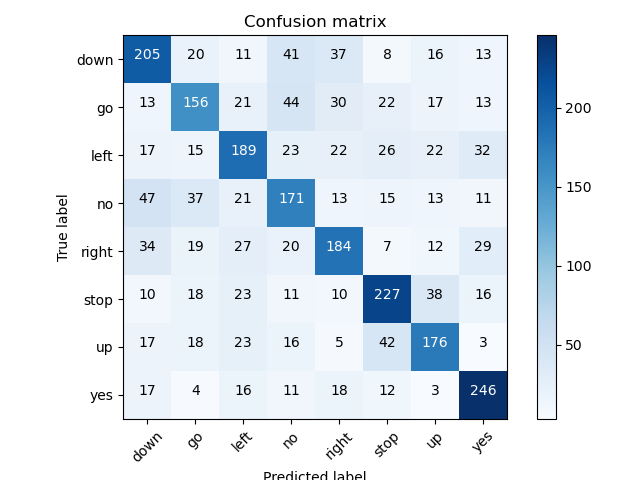 Confusion matrix
down 205 20 11 41 37 8 16 13
go 13 156 21 44 30 22 17 13
left 17 15 189 23 22 26 22 32
no 47 37 21 171 13 15 13 11
right 34 19 27 20 184 7 12 29
stop 10 18 23 11 10 227 38 16
up 17 18 23 16 5 42 176 3
yes 17 4 16 11 18 12 3 246
True label
down go left no right stop up yes
Predicted label
200
150
100
50